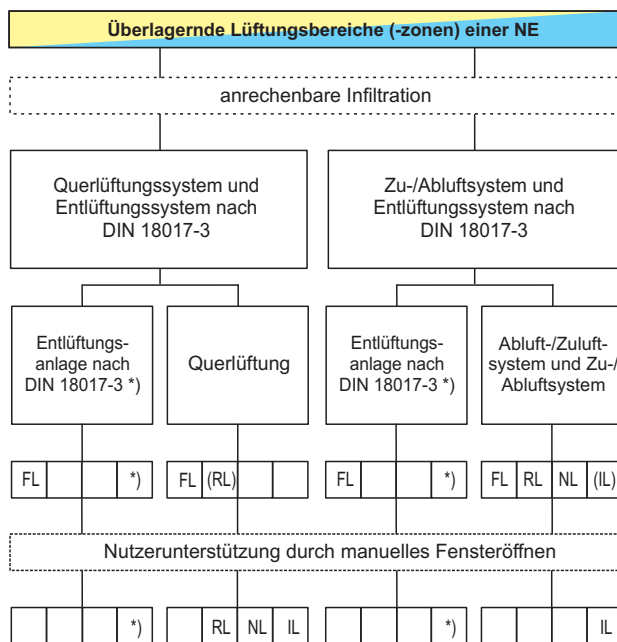 Überlagernde Lüftungsbereiche (-zonen) einer NE
anrechenbare Infiltration
Querlüftungssystem und
Entlüftungssystem nach
DIN 18017-3
Zu-/Abluftsystem und
Entlüftungssystem nach
DIN 18017-3
Entlüftungs-
anlage nach
DIN 18017-3 *)
Querlüftung
Entlüftungs-
anlage nach
DIN 18017-3 *)
Abluft-/Zuluft-
system und Zu-/
Abluftsystem
FL *)
FL (RL)
FL *)
FL RL NL (IL)
Nutzerunterstützung durch manuelles Fensteröffnen
*)
RL NL IL
*)
IL